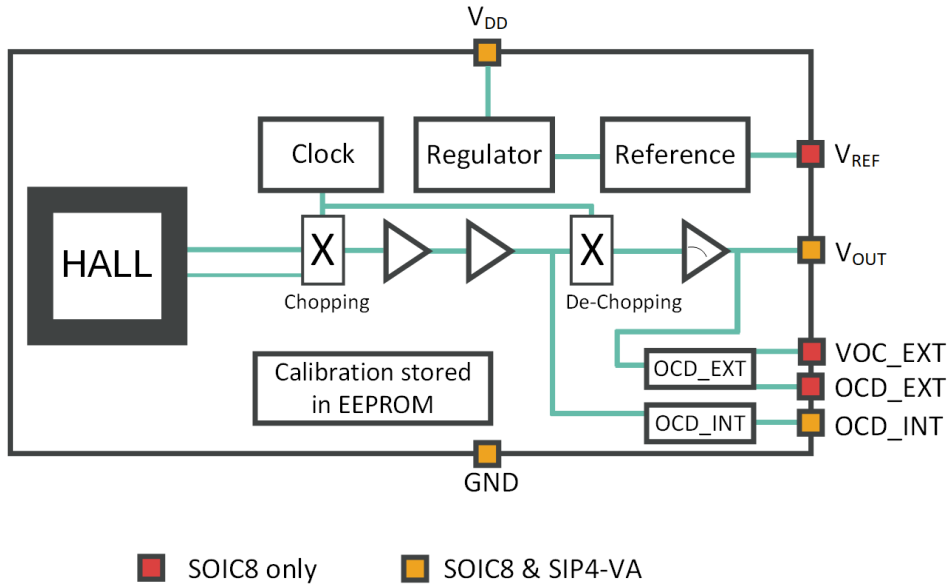 VDD
Clock
Regulator
Reference
VREF
HALL
X
X
VOUT
Chopping
De-Chopping
Calibration stored
in EEPROM
OCD_EXT
OCD_INT
VOC_EXT
OCD_EXT
OCD_INT
GND
SOIC8 only
SOIC8 & SIP4-VA